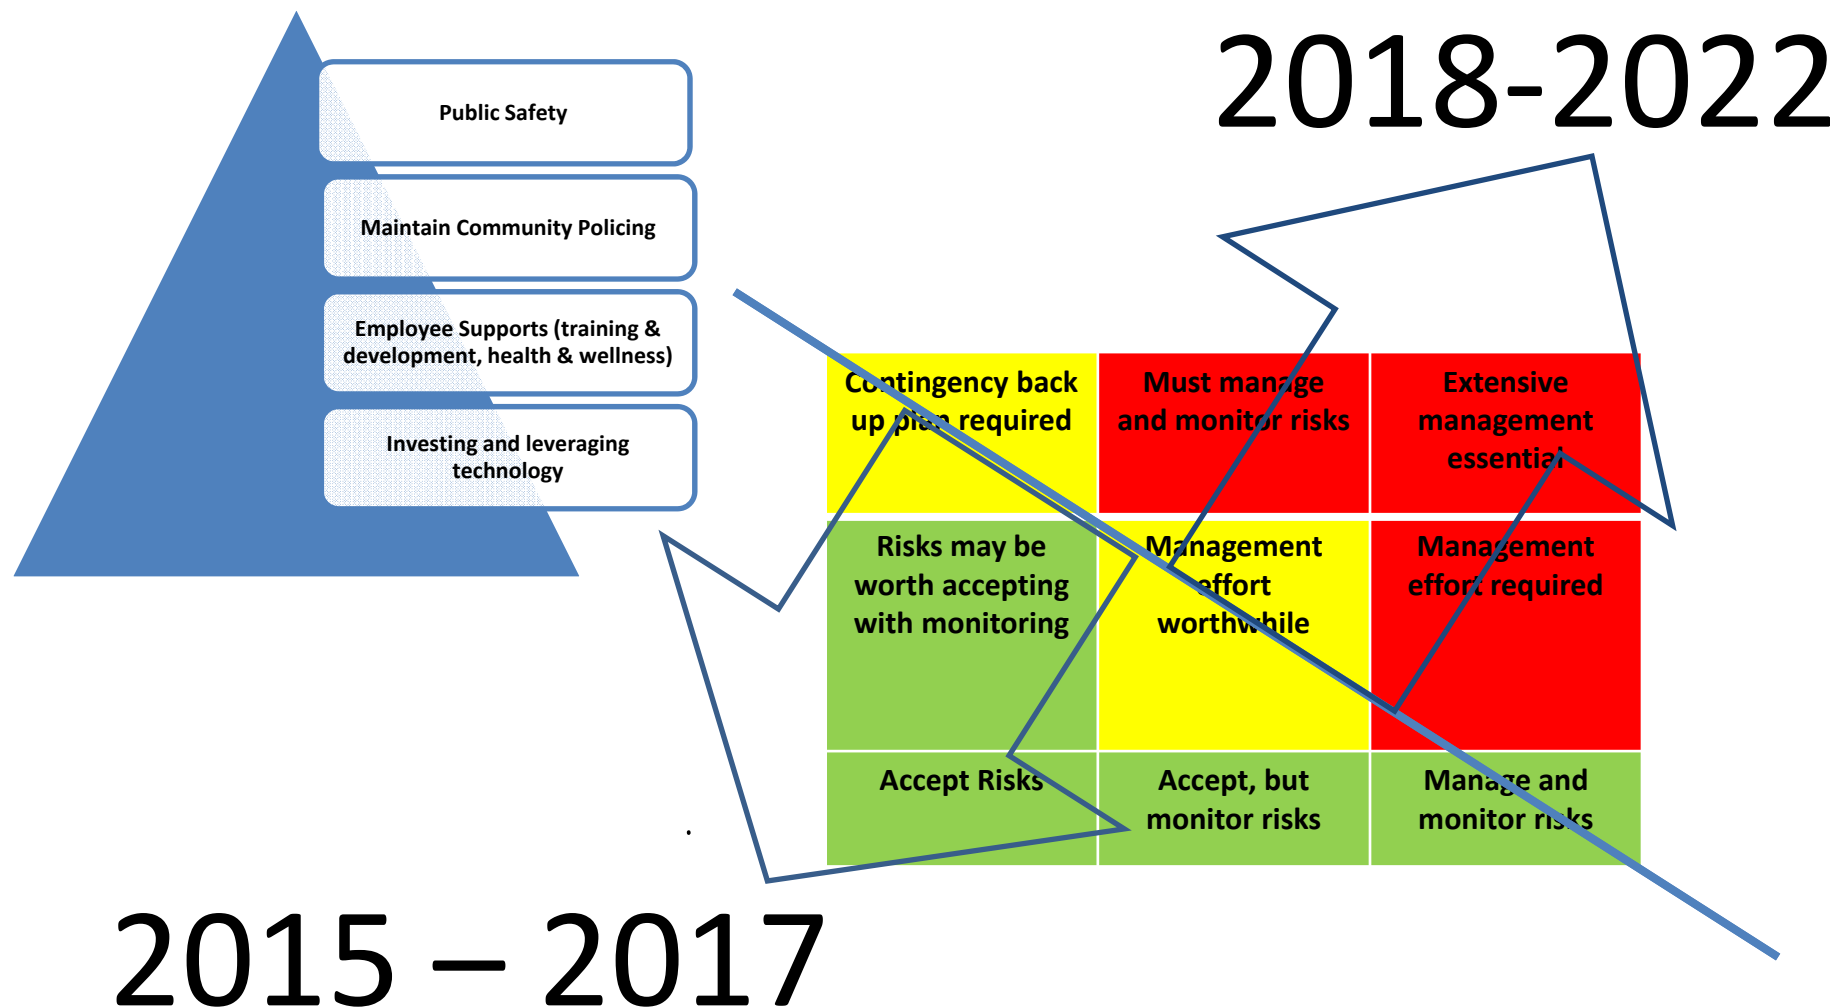 2018-2022
Public Safety
Maintain Community Policing
Employee Supports (training &
development, health & wellness)
Investing and leveraging
technology
Contingency back
up plan required
Must manage
and monitor risks
Extensive
management
essential
Risks may be
worth accepting
with monitoring
Management
effort
worthwhile
Management
effort required
Accept Risks
Accept, but
monitor risks
Manage and
monitor risks
.
2015 – 2017